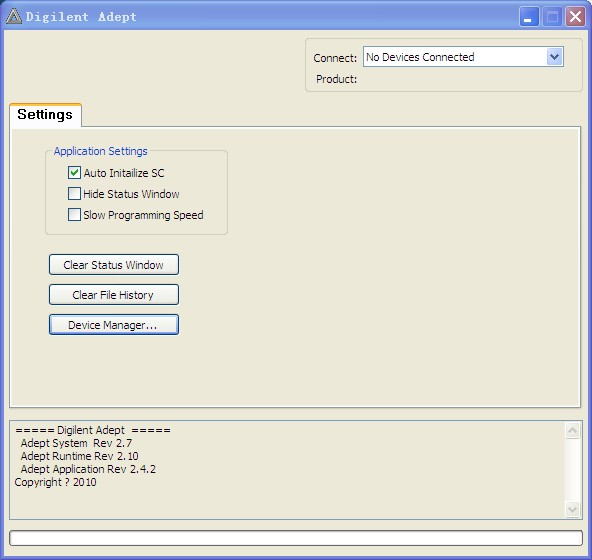 Digilent Adept
Connect: No Devices Connected
Product:
Settings
Application Settings
Auto Initailize SC
Hide Status Window
Slow Programming Speed
Clear Status Window
Clear File History
Device Manager...
===== Digilent Adept =====
Adept System Rev 2.7
Adept Runtime Rev 2.10
Adept Application Rev 2.4.2
Copyright ? 2010